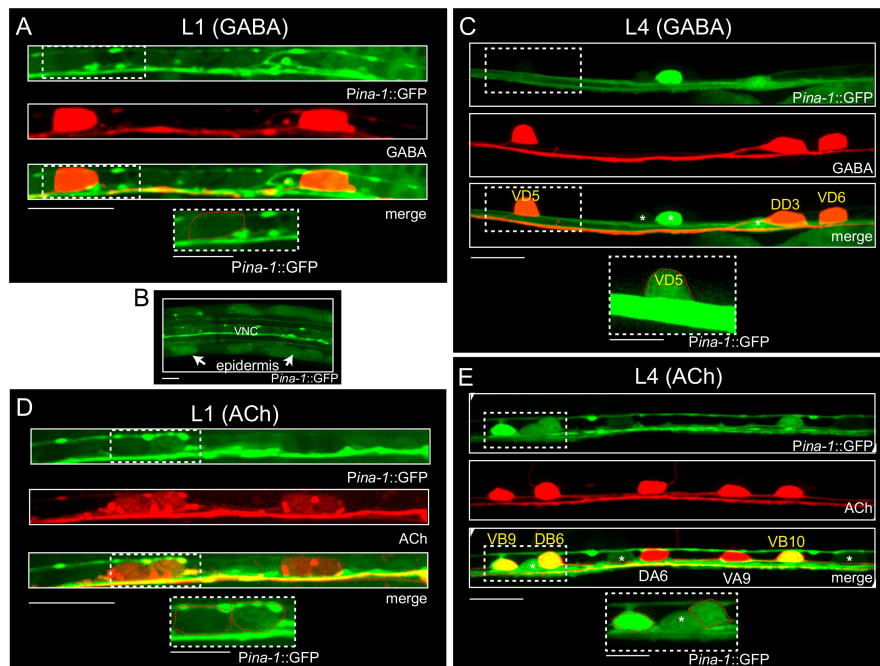 A
L1 (GABA)
Pina-1::GFP
GABA
merge
Pina-1::GFP
B
VNC
epidermis
Pina-1::GFP
C
L4 (GABA)
Pina-1::GFP
GABA
VD5
DD3
VD6
*
*
*
merge
VD5
Pina-1::GFP
D
L1 (ACh)
Pina-1::GFP
ACh
merge
Pina-1::GFP
E
L4 (ACh)
Pina-1::GFP
ACh
VB9 DB6 VB10
* * *
merge
DA6 VA9
*
Pina-1::GFP